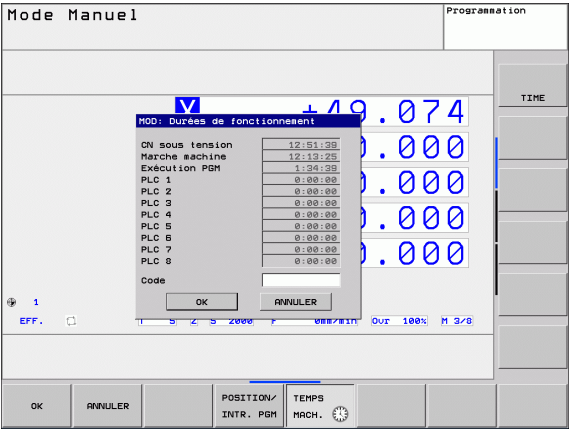 Mode Manuel
Programmation
TIME
+49.074
MOD: Durées de fonctionnement
CN sous tension 12:51:39
Marche machine 12:13:25
Exécution PGM 1:34:39
PLC 1 0:00:00
PLC 2 0:00:00
PLC 3 0:00:00
PLC 4 0:00:00
PLC 5 0:00:00
PLC 6 0:00:00
PLC 7 0:00:00
PLC 8 0:00:00
.000
.000
.000
.000
Code
OK ANNULER
1
EFF.
T 5 Z S 2000 F 0mm/min Ovr 100% M 3/8
OK ANNULER POSITION/ INTR. PGM TEMPS MACH.